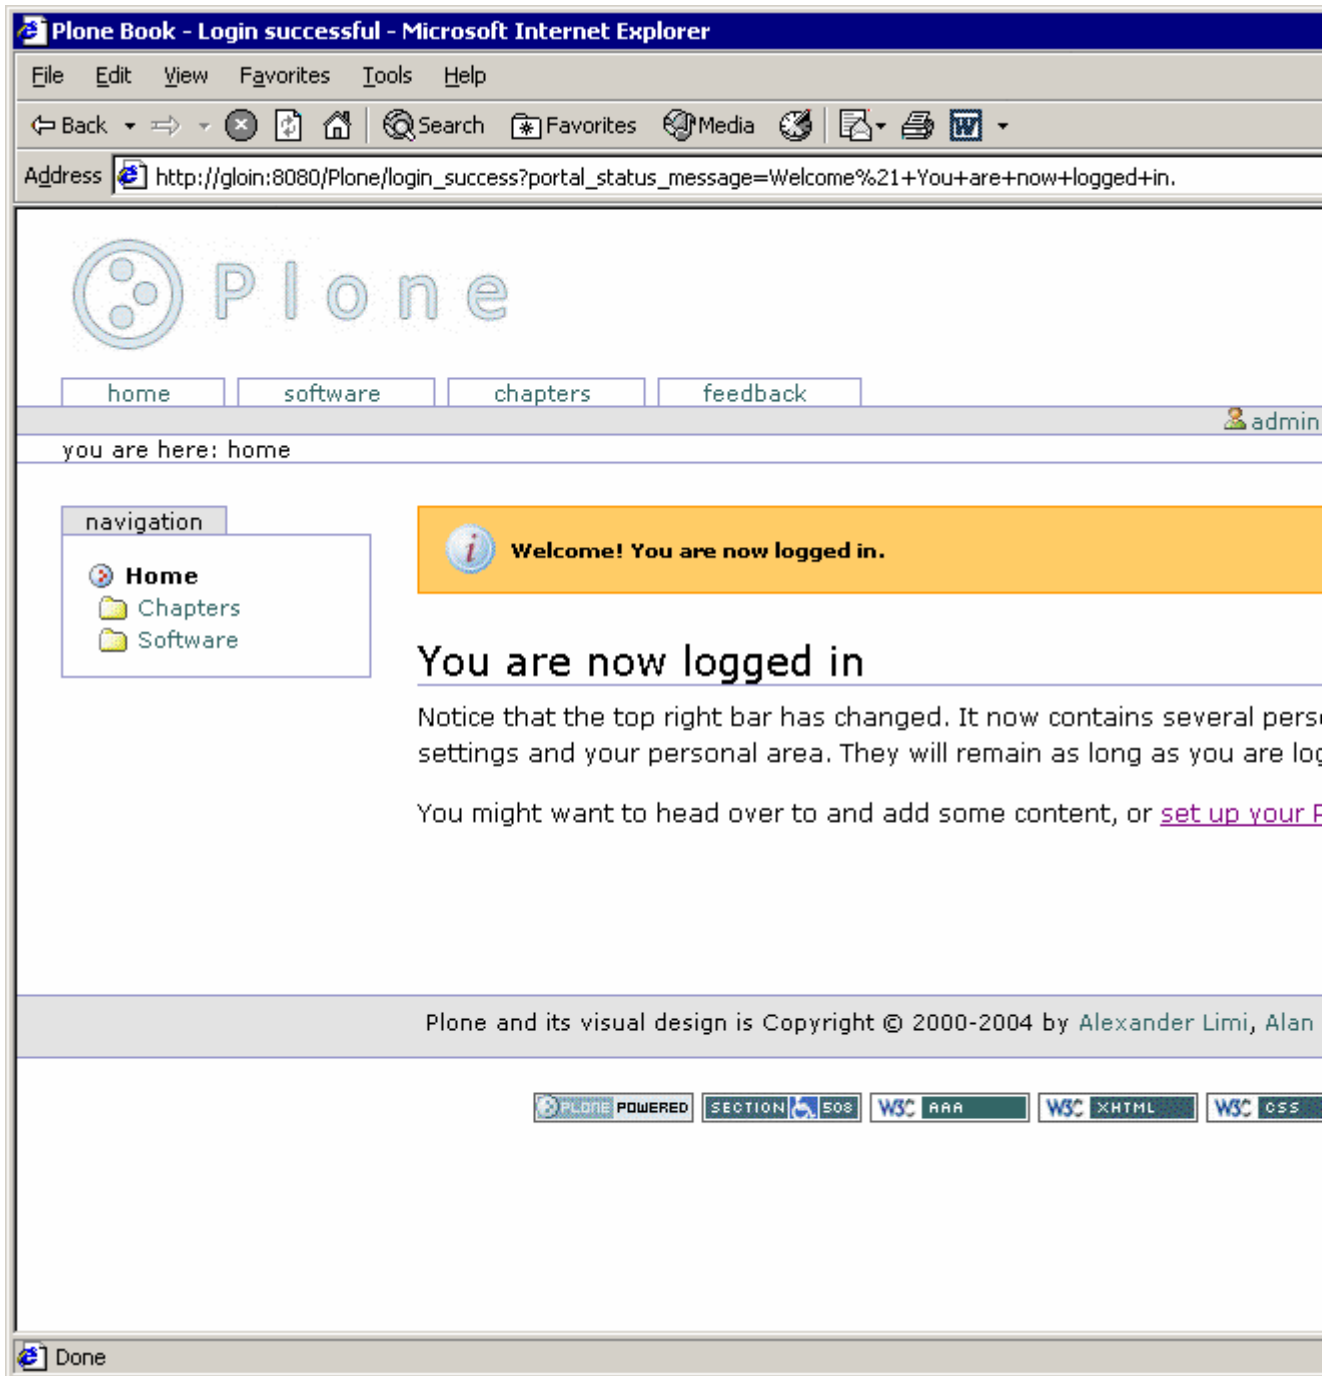 Plone Book - Login successful - Microsoft Internet Explorer
File Edit View Favorites Tools Help
Back Search Favorites Media W
Address http://gloin:8080/Plone/login_success?portal_status_message=Welcome%21+You+are+now+logged+in.
Plone
home software chapters feedback
admin
you are here: home
navigation
Home
Chapters
Software
i Welcome! You are now logged in.
You are now logged in
Notice that the top right bar has changed. It now contains several
settings and your personal area. They will remain as long as you are
You might want to head over to and add some content, or set up your
Plone and its visual design is Copyright © 2000-2004 by Alexander Limi, Alan
PLONE POWERED SECTION 508 W3C AAA W3C XHTML W3C CSS
Done